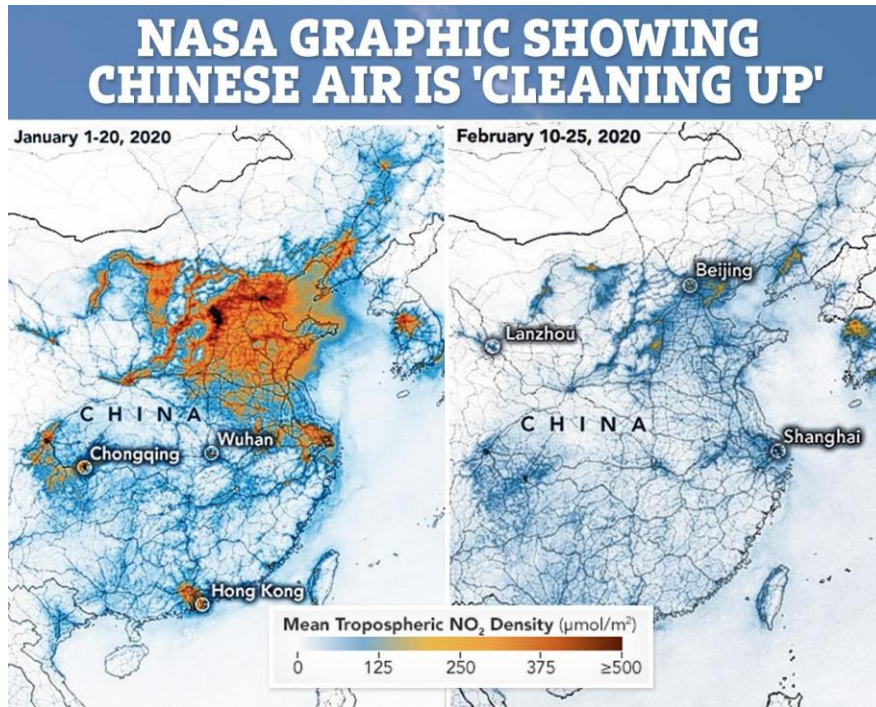 NASA GRAPHIC SHOWING
CHINESE AIR IS 'CLEANING UP'
January 1-20, 2020
CHINA
Chongqing
Wuhan
Hong Kong
February 10-25, 2020
Beijing
Lanzhou
CHINA
Shanghai
Mean Tropospheric NO₂ Density (μmol/m²)
0 125 250 375 ≥500